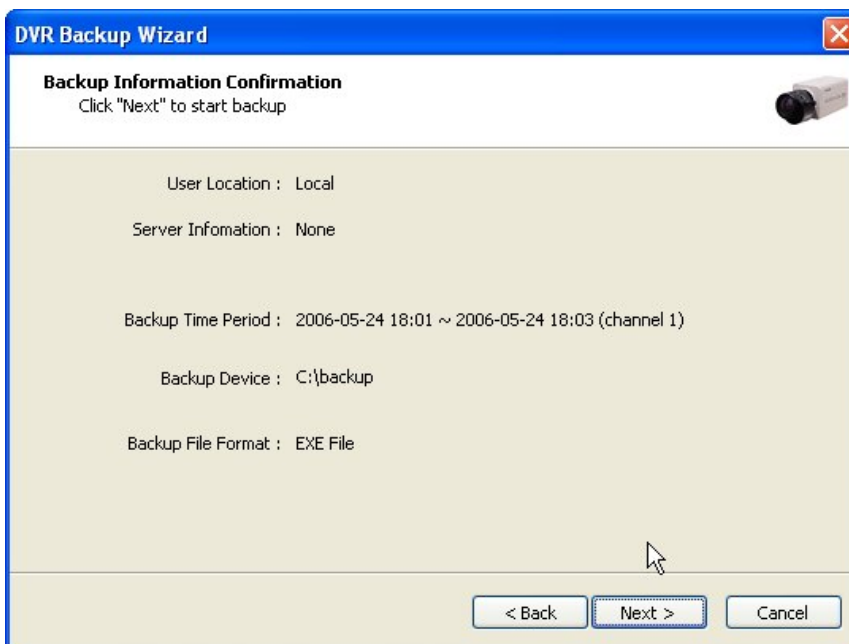 DVR Backup Wizard
Backup Information Confirmation
Click "Next" to start backup
User Location : Local
Server Infomation : None
Backup Time Period : 2006-05-24 18:01 ~ 2006-05-24 18:03 (channel 1)
Backup Device : C:\backup
Backup File Format : EXE File
< Back Next > Cancel